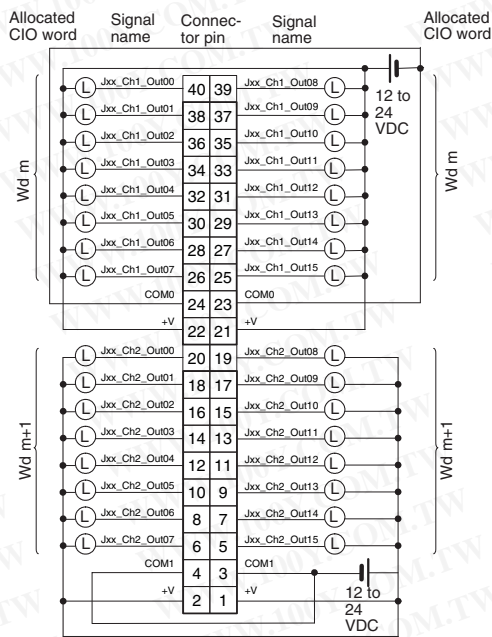 Allocated CIO word Signal name Connec-tor pin Signal name Allocated CIO word
L Jxx_Ch1_Out00 40 39 Jxx_Ch1_Out08 L
12 to 24 VDC
L Jxx_Ch1_Out01 38 37 Jxx_Ch1_Out09 L
L Jxx_Ch1_Out02 36 35 Jxx_Ch1_Out10 L
L Jxx_Ch1_Out03 34 33 Jxx_Ch1_Out11 L
Wd m
Wd m
L Jxx_Ch1_Out04 32 31 Jxx_Ch1_Out12 L
L Jxx_Ch1_Out05 30 29 Jxx_Ch1_Out13 L
L Jxx_Ch1_Out06 28 27 Jxx_Ch1_Out14 L
L Jxx_Ch1_Out07 26 25 Jxx_Ch1_Out15 L
COM0 24 23 COM0
+V 22 21 +V
L Jxx_Ch2_Out00 20 19 Jxx_Ch2_Out08 L
L Jxx_Ch2_Out01 18 17 Jxx_Ch2_Out09 L
L Jxx_Ch2_Out02 16 15 Jxx_Ch2_Out10 L
L Jxx_Ch2_Out03 14 13 Jxx_Ch2_Out11 L
Wd m+1
Wd m+1
L Jxx_Ch2_Out04 12 11 Jxx_Ch2_Out12 L
L Jxx_Ch2_Out05 10 9 Jxx_Ch2_Out13 L
L Jxx_Ch2_Out06 8 7 Jxx_Ch2_Out14 L
L Jxx_Ch2_Out07 6 5 Jxx_Ch2_Out15 L
COM1 4 3 COM1
+V 2 1 +V
12 to 24 VDC
WWW.100Y.COM.TW